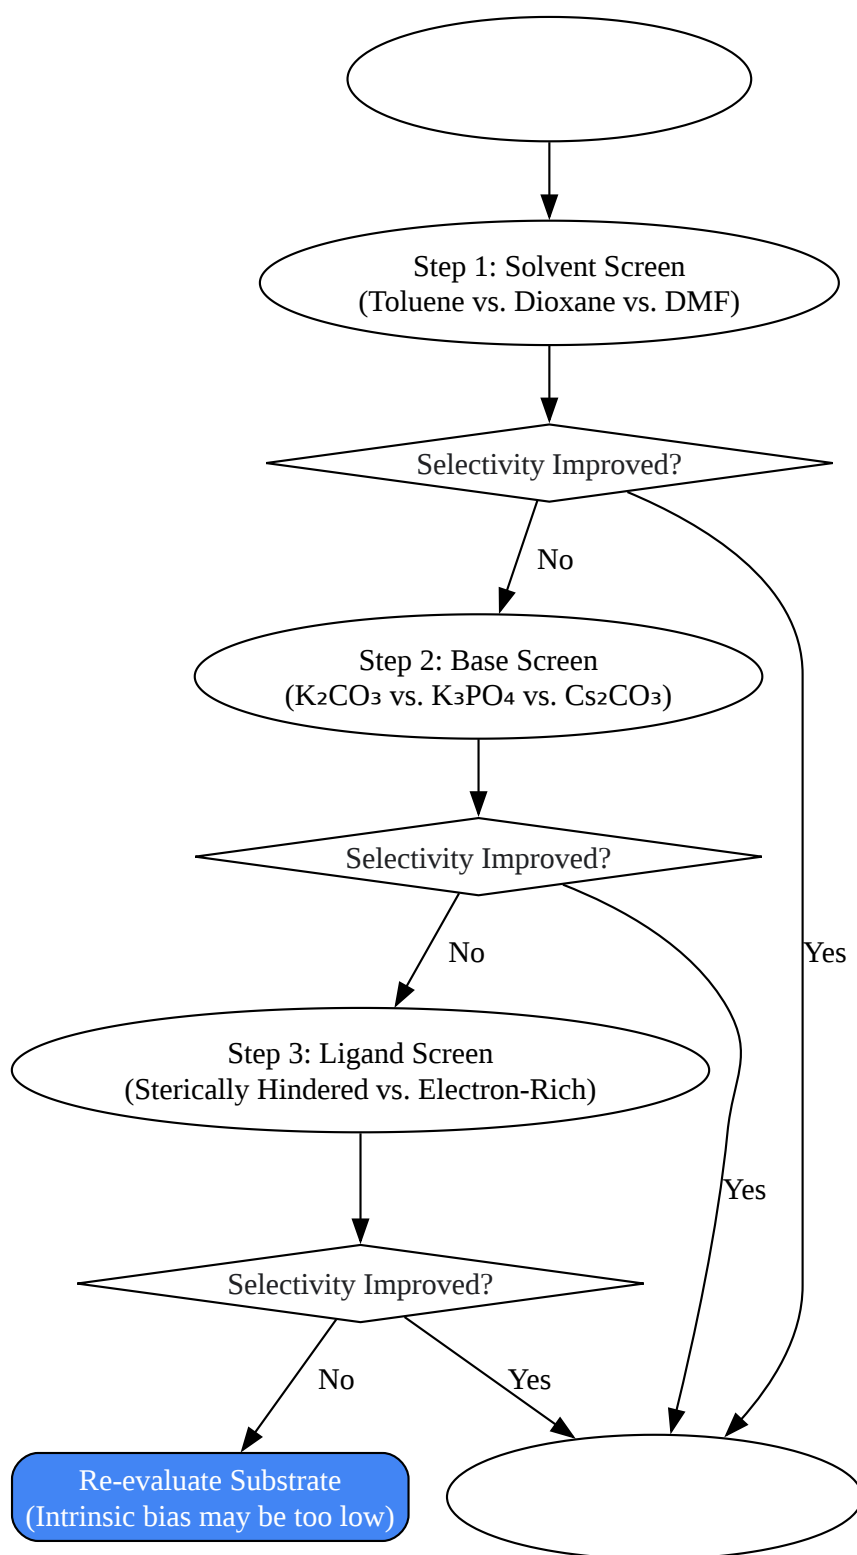 Step 1: Solvent Screen
(Toluene vs. Dioxane vs. DMF)
Selectivity Improved?
No
Step 2: Base Screen
(K₂CO₃ vs. K₃PO₄ vs. Cs₂CO₃)
Selectivity Improved?
No
Yes
Step 3: Ligand Screen
(Sterically Hindered vs. Electron-Rich)
Yes
Selectivity Improved?
No
Yes
Re-evaluate Substrate
(Intrinsic bias may be too low)